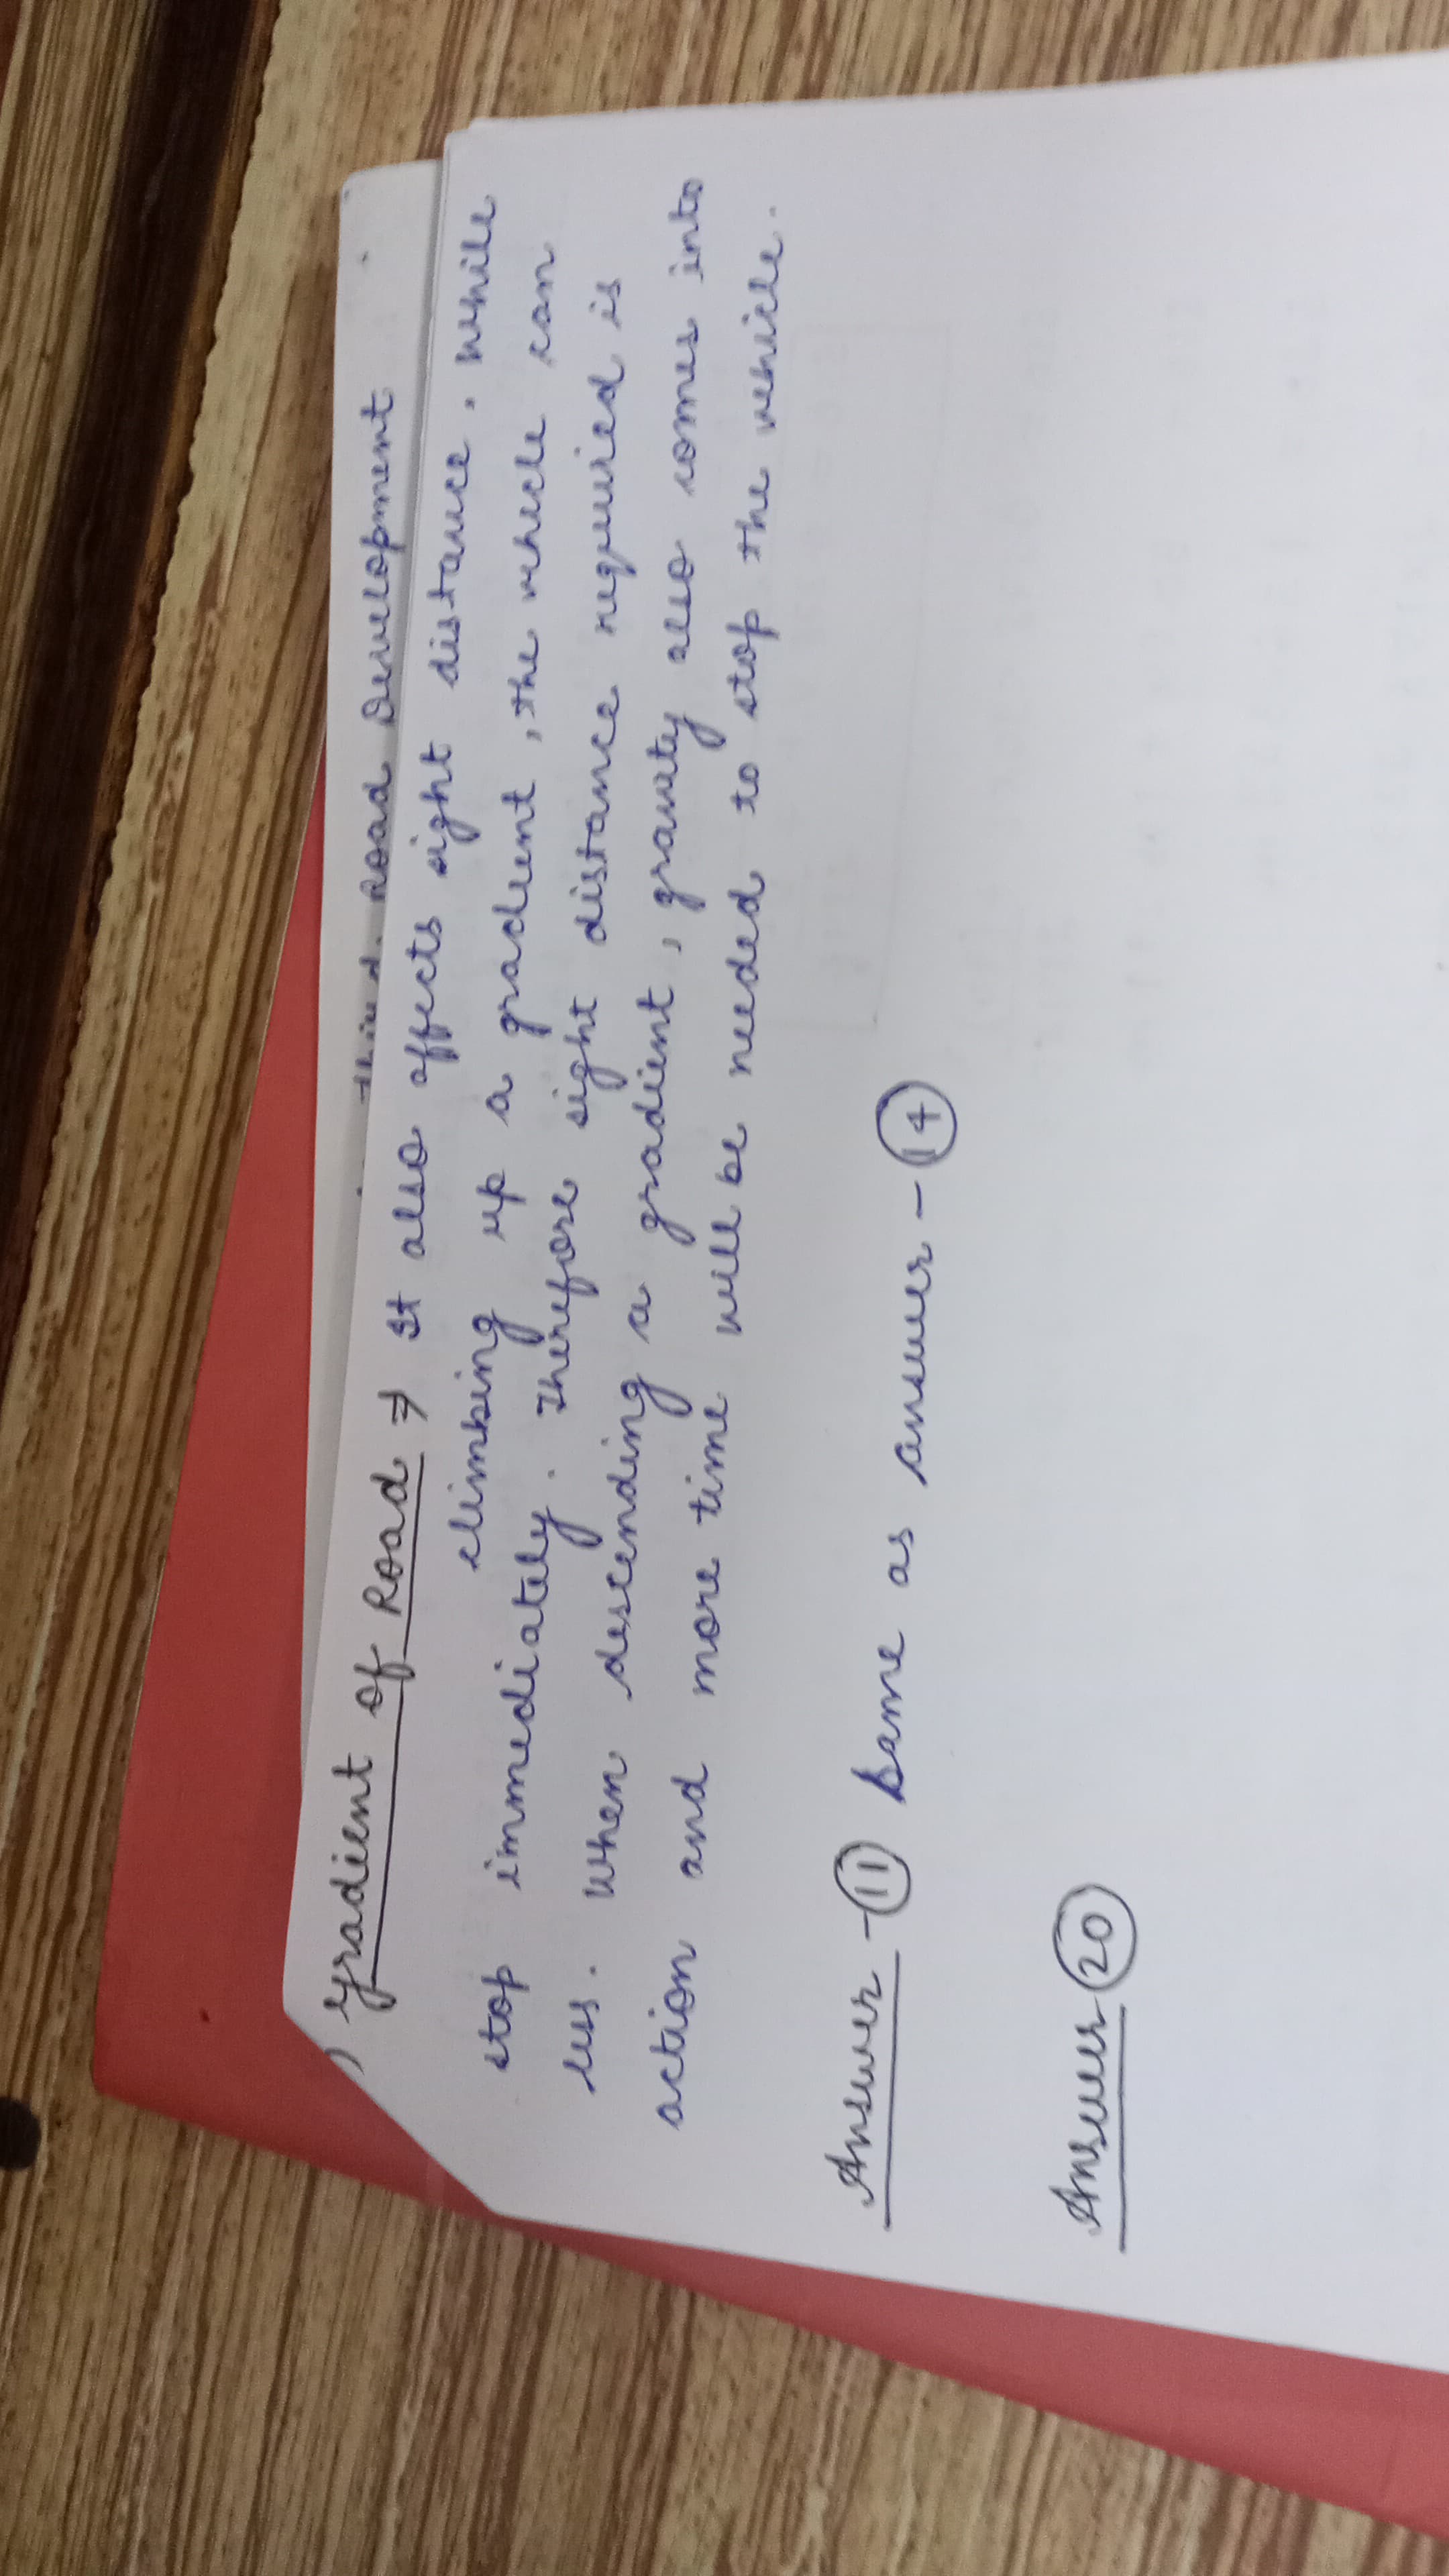 road Development
) Gradient of Road ⇒ It also affects sight distance. While
climbing up a gradient, the vehicle can
stop immediately. Therefore sight distance required is
less. When descending a gradient, gravity also comes into
action and more time will be needed to stop the vehicle.
Answer - 11 Same as answer - 14
Answer 20